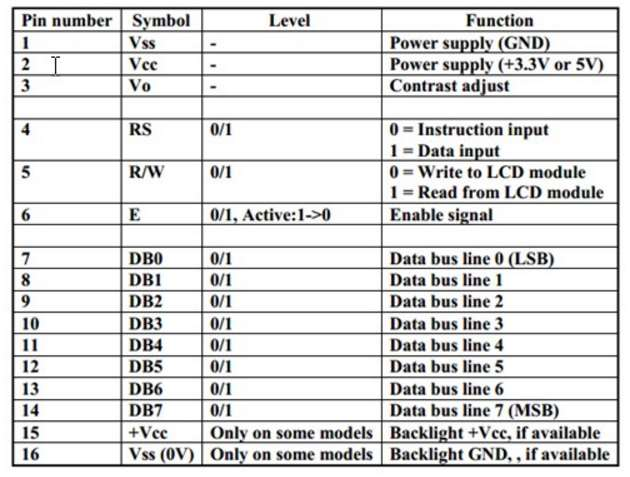 Pin number Symbol Level Function
1 Vss - Power supply (GND)
2 Vcc - Power supply (+3.3V or 5V)
3 Vo - Contrast adjust
4 RS 0/1 0 = Instruction input
1 = Data input
5 R/W 0/1 0 = Write to LCD module
1 = Read from LCD module
6 E 0/1, Active:1->0 Enable signal
7 DB0 0/1 Data bus line 0 (LSB)
8 DB1 0/1 Data bus line 1
9 DB2 0/1 Data bus line 2
10 DB3 0/1 Data bus line 3
11 DB4 0/1 Data bus line 4
12 DB5 0/1 Data bus line 5
13 DB6 0/1 Data bus line 6
14 DB7 0/1 Data bus line 7 (MSB)
15 +Vcc Only on some models Backlight +Vcc, if available
16 Vss (0V) Only on some models Backlight GND, , if available